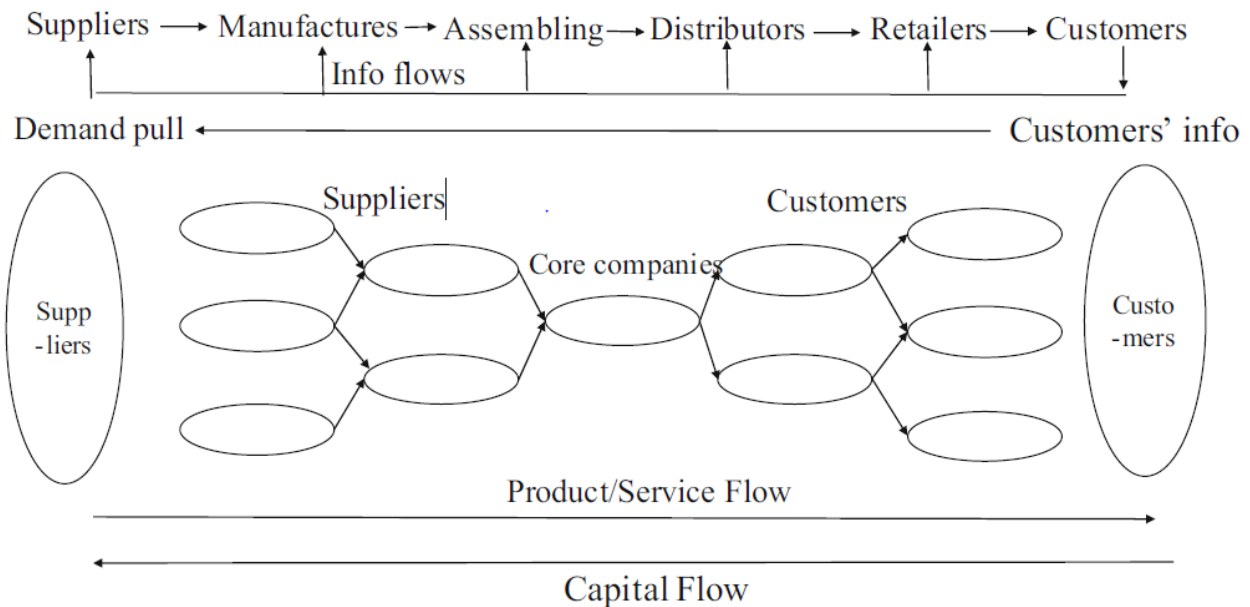 Suppliers Manufactures Assembling Distributors Retailers Customers
Info flows
Demand pull Customers’ info
Suppliers Customers
Core companies
Supp
-liers
Custo
-mers
Product/Service Flow
Capital Flow